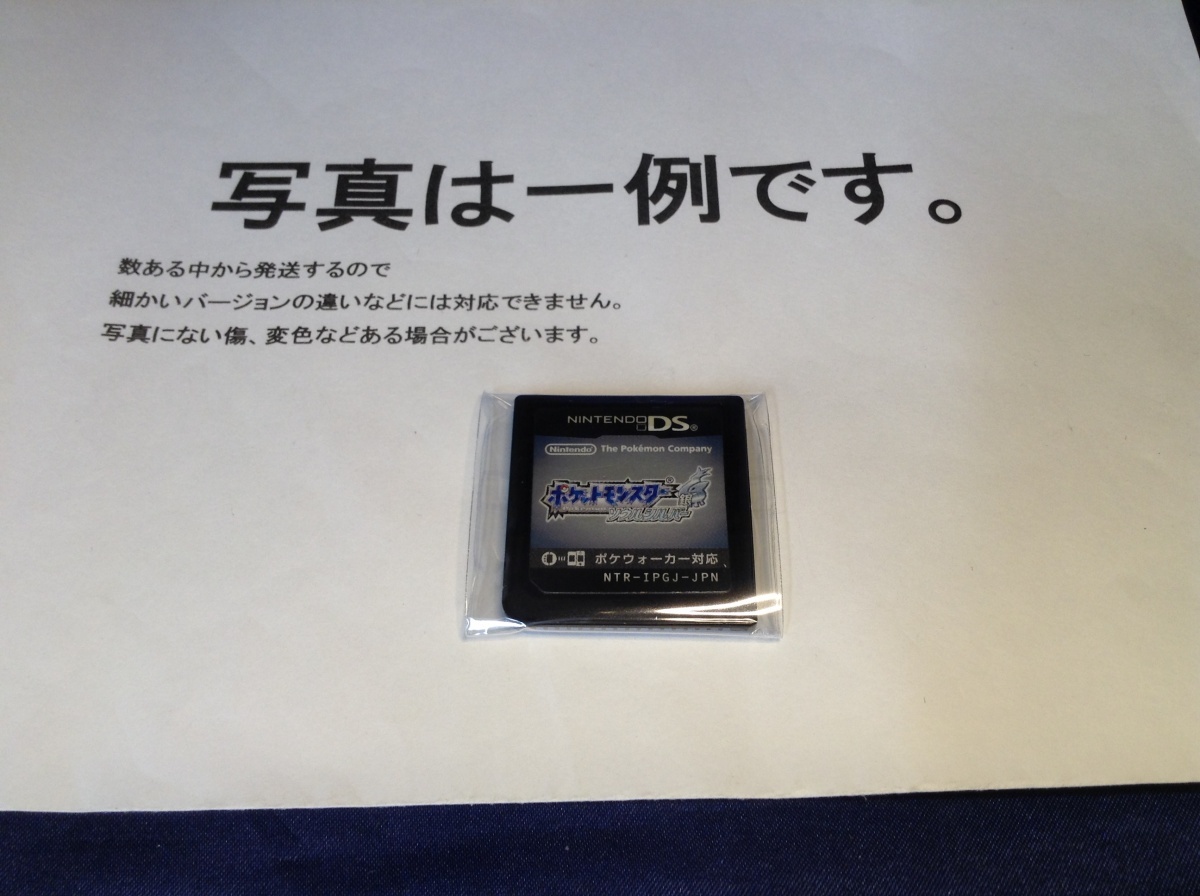 写真は一例です。
数ある中から発送するので
細かいバージョンの違いなどには対応できません。
写真にない傷、変色などある場合がございます。
NINTENDO DS®
Nintendo The Pokémon Company
ポケットモンスター®
銀
ソウルシルバー
ポケウォーカー対応
NTR-IPGJ-JPN